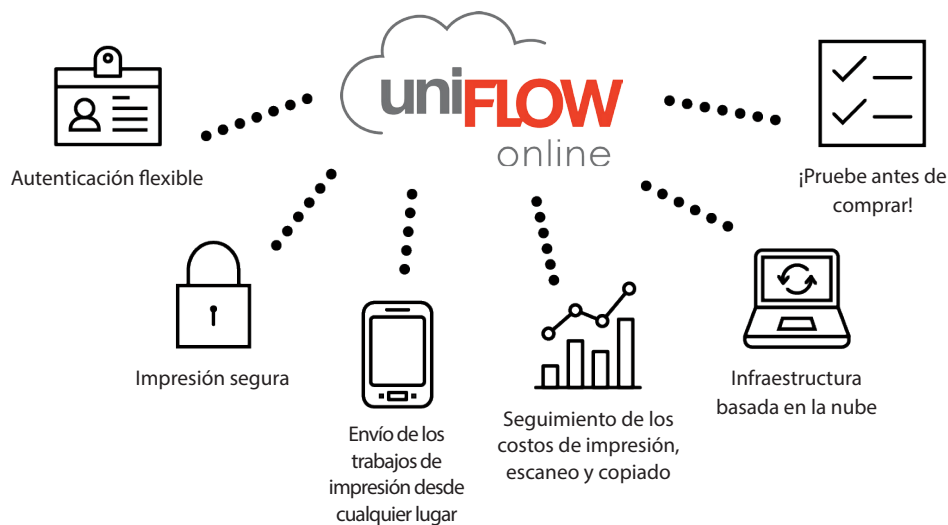 uniFLOW
online
Autenticación flexible
¡Pruebe antes de
comprar!
Impresión segura
Envío de los
trabajos de
impresión desde
cualquier lugar
Seguimiento de los
costos de impresión,
escaneo y copiado
Infraestructura
basada en la nube